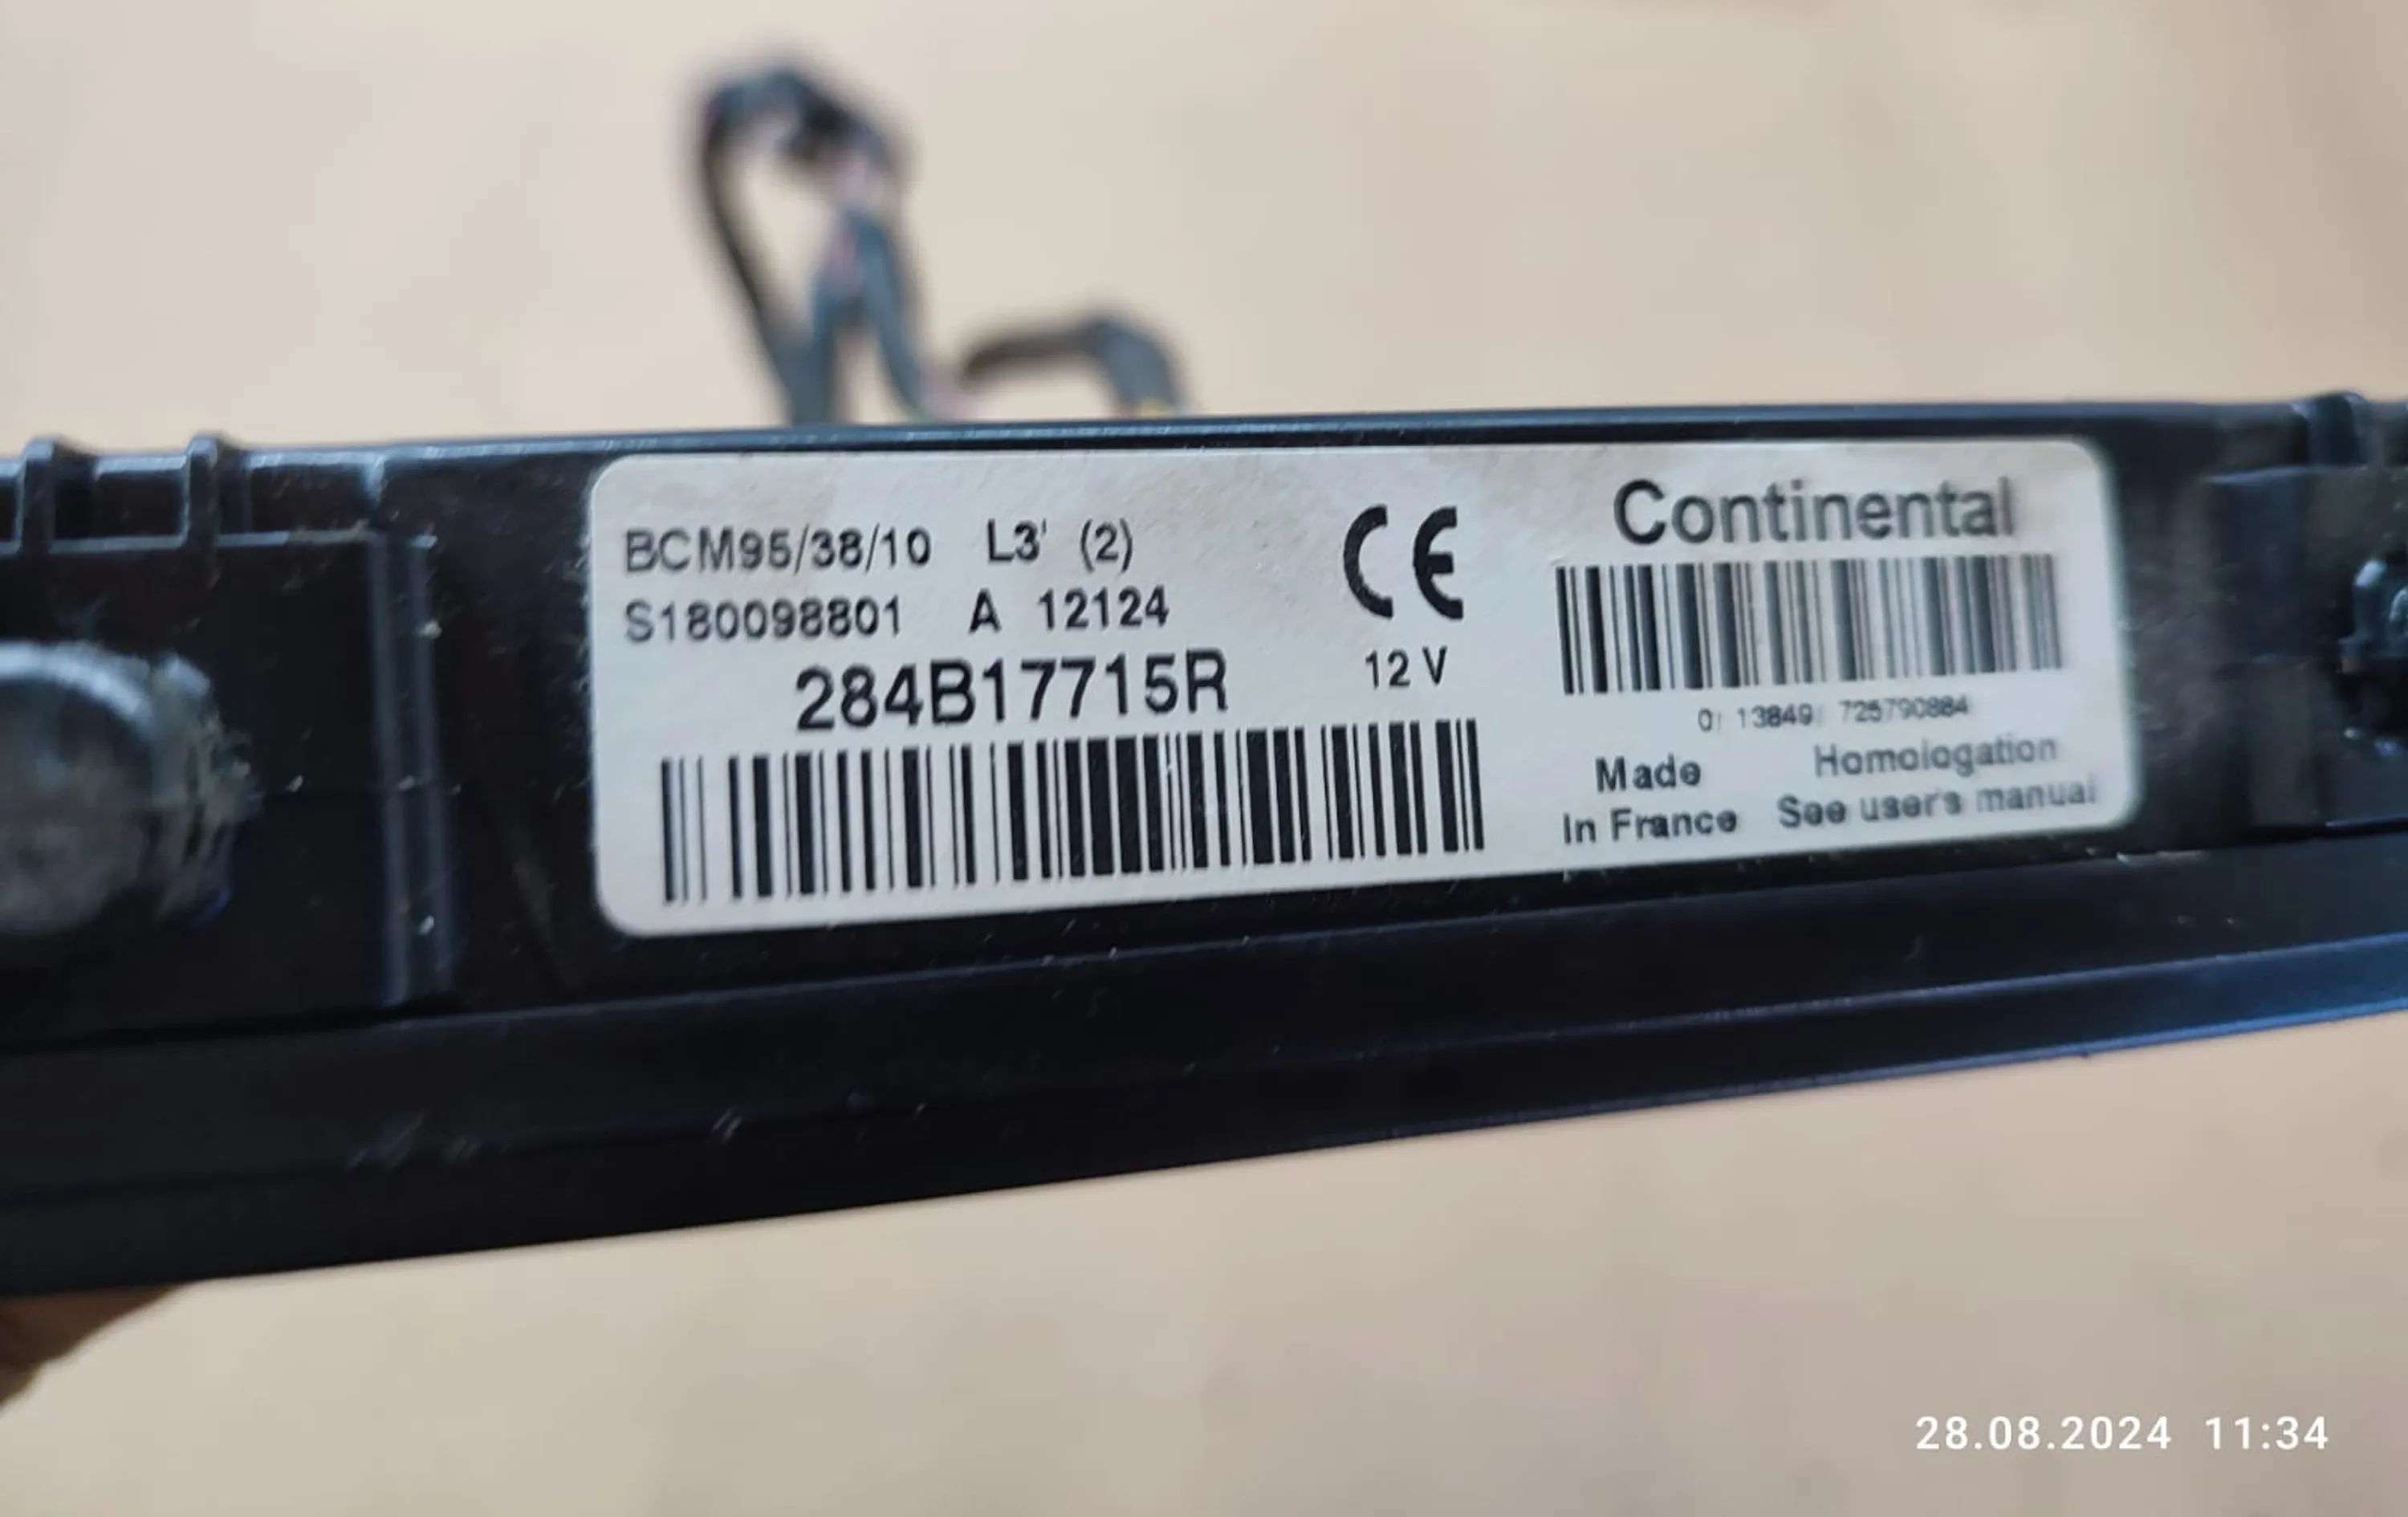 BCM95/38/10 L3' (2)
S180098801 A 12124
284B17715R
CE
12 V
Continental
0/ 13849/ 725790884
Made
In France
Homologation
See user's manual
28.08.2024 11:34